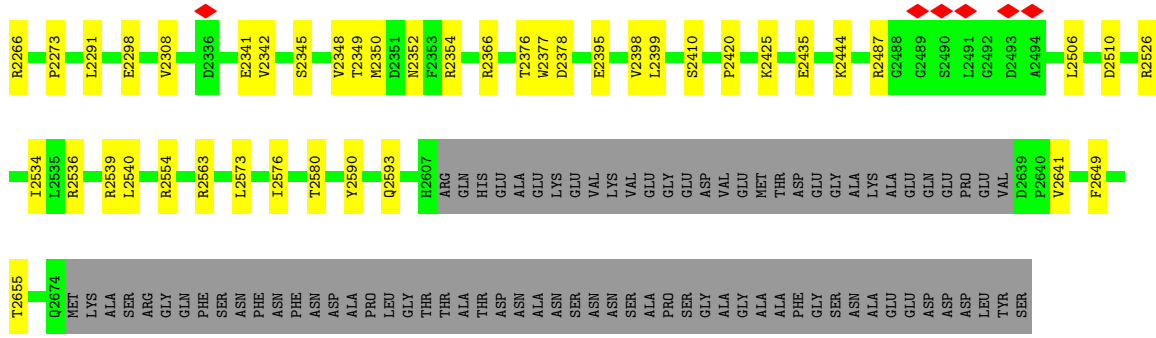 R2266 P2273 L2291 E2298 V2308 D2336 E2341 V2342 S2345 V2348 T2349 M2350 D2351 N2352 F2353 R2354 R2366 T2376 W2377 D2378 E2395 V2398 L2399 S2410 P2420 K2425 E2435 K2444 R2487 G2488 G2489 S2490 L2491 G2492 D2493 A2494 L2506 D2510 R2526
I2534 L2535 R2536 R2539 L2540 R2554 R2563 L2573 I2576 T2580 Y2590 Q2593 H2607 ARG GLN HIS GLU ALA GLU LYS GLU VAL LYS VAL GLU GLY GLU ASP VAL GLU MET THR ASP GLU GLY ALA LYS ALA GLU GLN GLU PRO GLU VAL D2639 P2640 V2641 F2649
T2655 Q2674 MET LYS ALA SER ARG GLY GLN PHE SER ASN PHE ASN PHE ASN ASP ALA PRO LEU GLY THR THR ALA THR ASP ASN ALA ASN SER ASN ASN SER ALA PRO SER GLY ALA GLY ALA ALA PHE GLY SER ASN ALA GLU GLU ASP ASP ASP LEU TYR SER